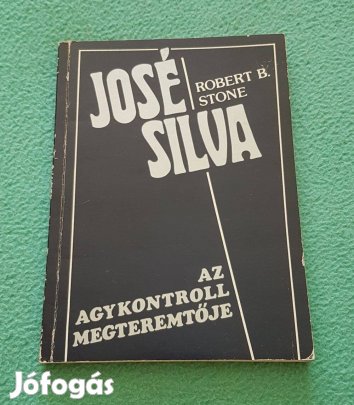 JOSÉ
SILVA
ROBERT B.
STONE
AZ
AGYKONTROLL
MEGTEREMTŐJE
Jófogás